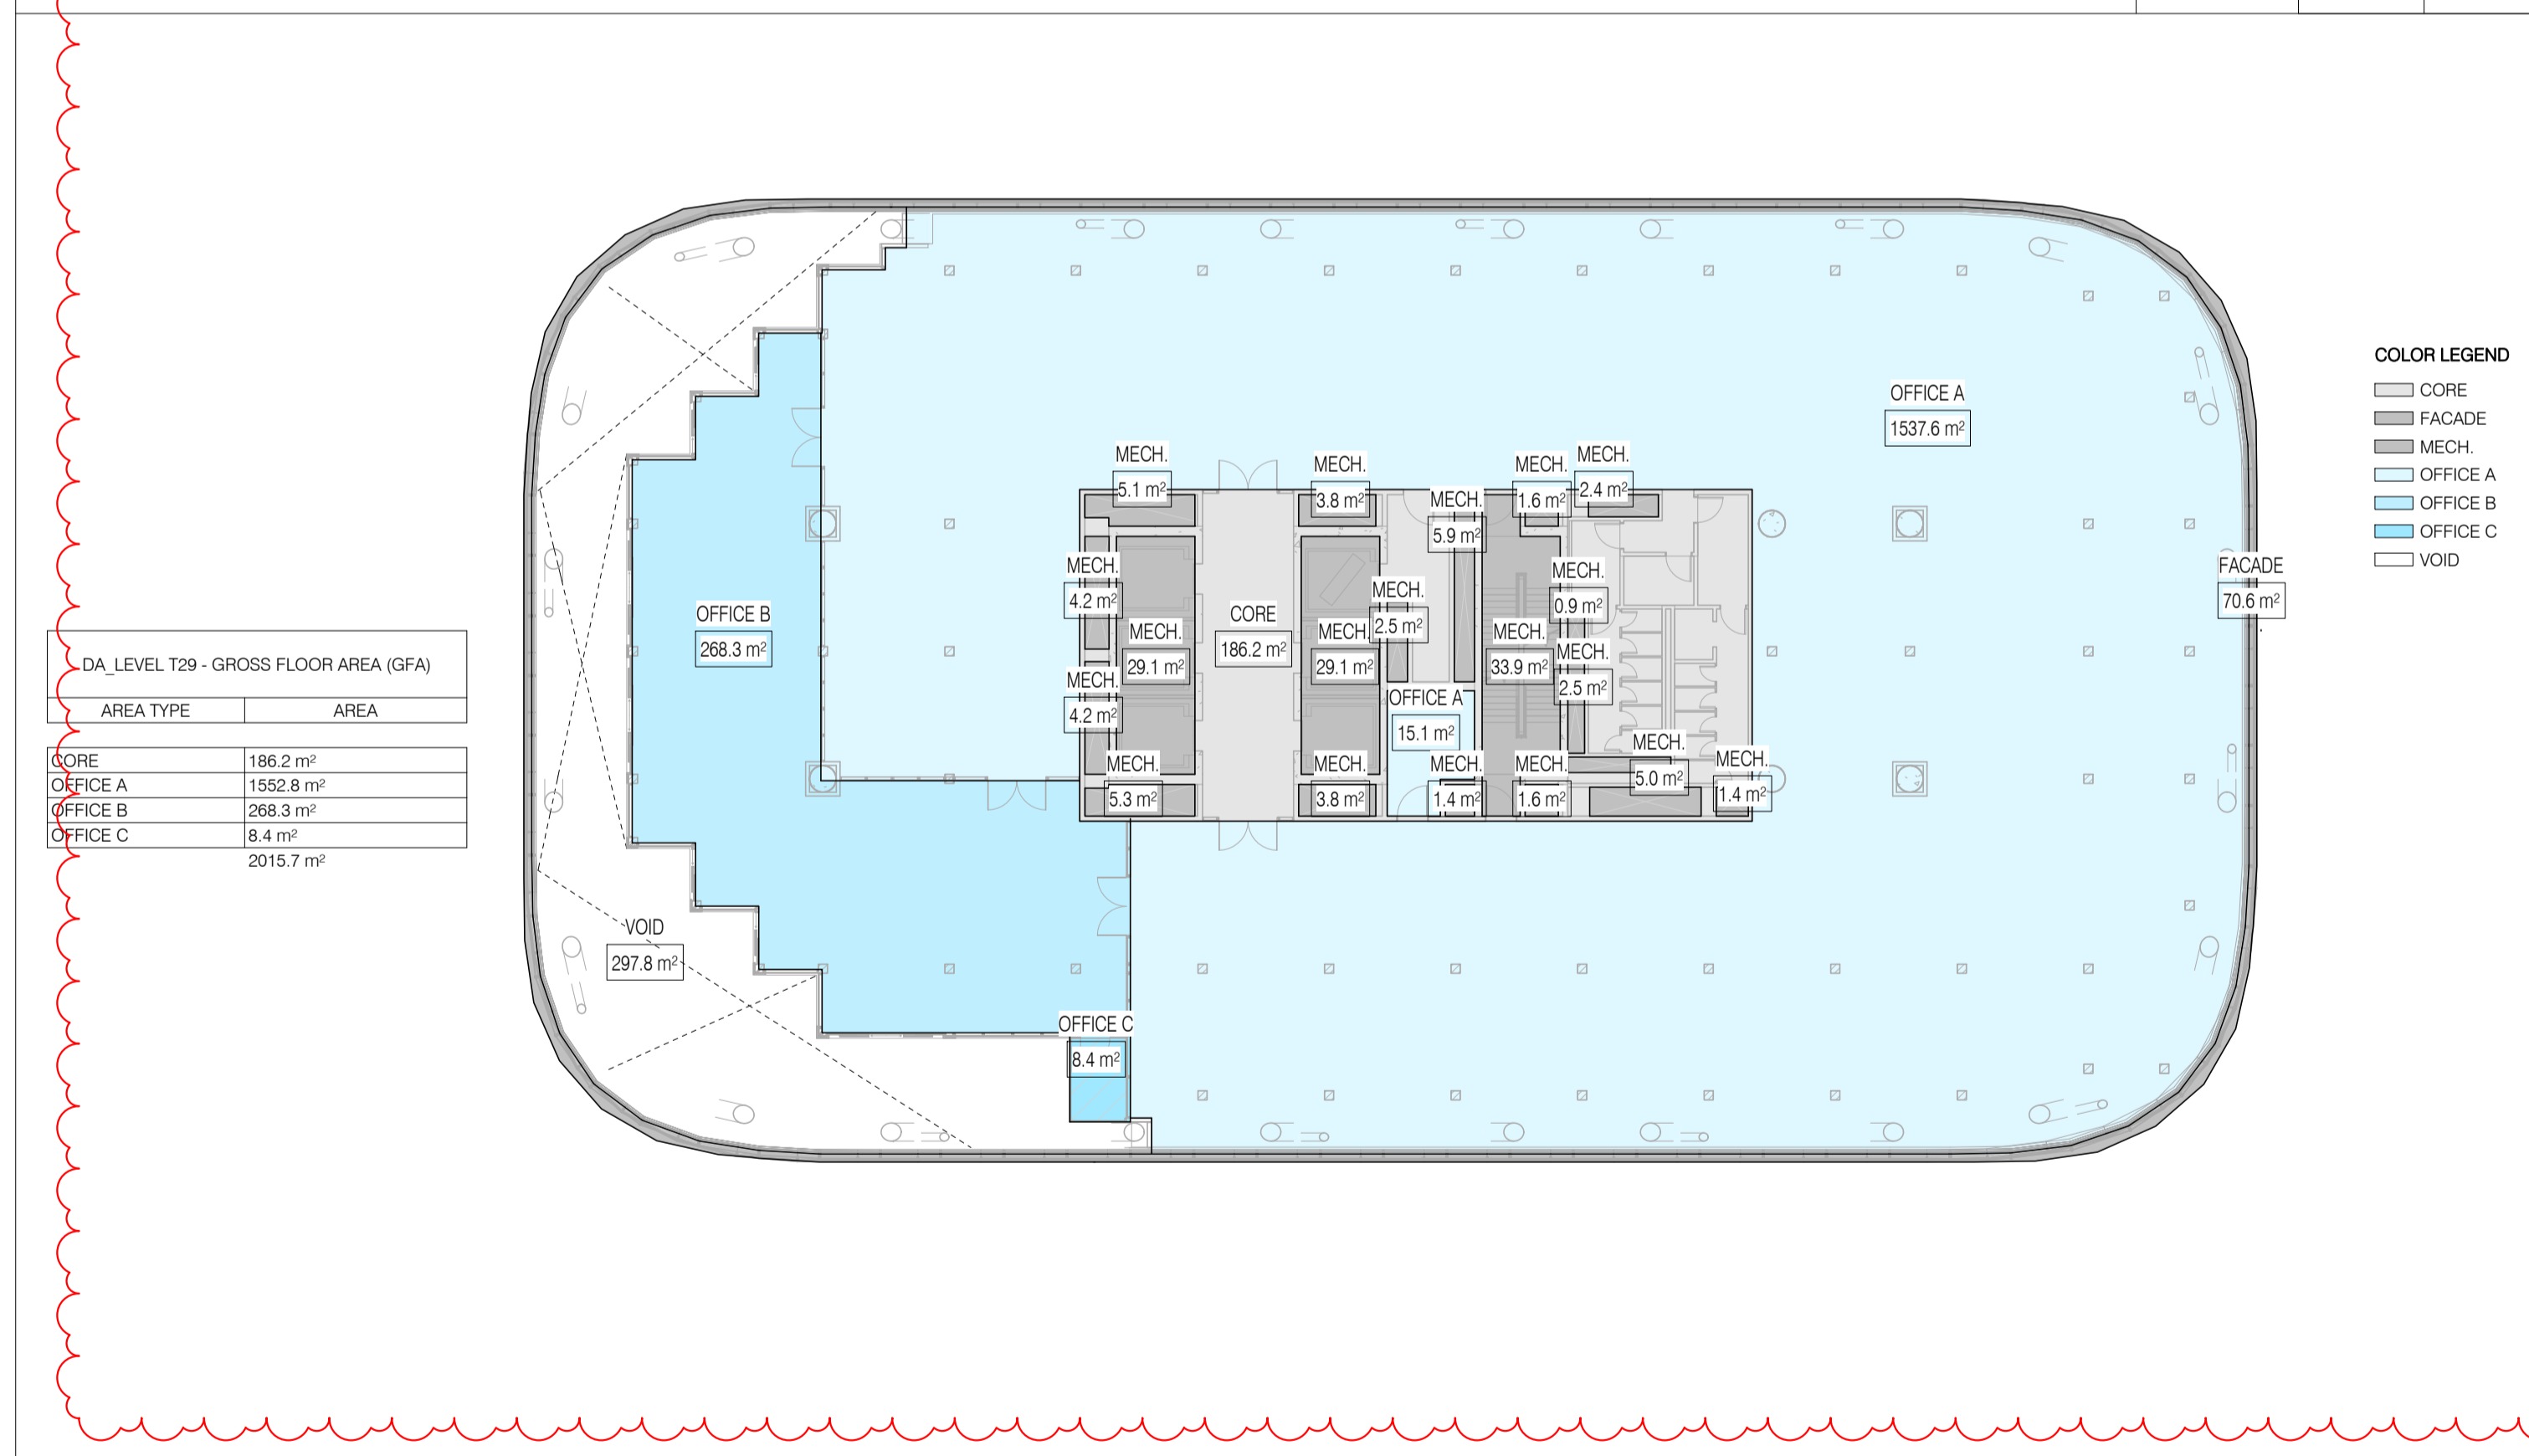 COLOR LEGEND
CORE
FACADE
MECH.
OFFICE A
OFFICE B
OFFICE C
VOID
OFFICE A
1537.6 m²
MECH.
5.1 m²
MECH.
3.8 m²
MECH.
5.9 m²
MECH.
1.6 m²
MECH.
2.4 m²
MECH.
4.2 m²
MECH.
29.1 m²
CORE
186.2 m²
MECH.
29.1 m²
MECH.
2.5 m²
MECH.
33.9 m²
MECH.
0.9 m²
MECH.
2.5 m²
FACADE
70.6 m²
OFFICE B
268.3 m²
MECH.
4.2 m²
OFFICE A
15.1 m²
MECH.
5.3 m²
MECH.
3.8 m²
MECH.
1.4 m²
MECH.
1.6 m²
MECH.
5.0 m²
MECH.
1.4 m²
VOID
297.8 m²
OFFICE C
8.4 m²
DA_LEVEL T29 - GROSS FLOOR AREA (GFA)
AREA TYPE AREA
CORE 186.2 m²
OFFICE A 1552.8 m²
OFFICE B 268.3 m²
OFFICE C 8.4 m²
2015.7 m²